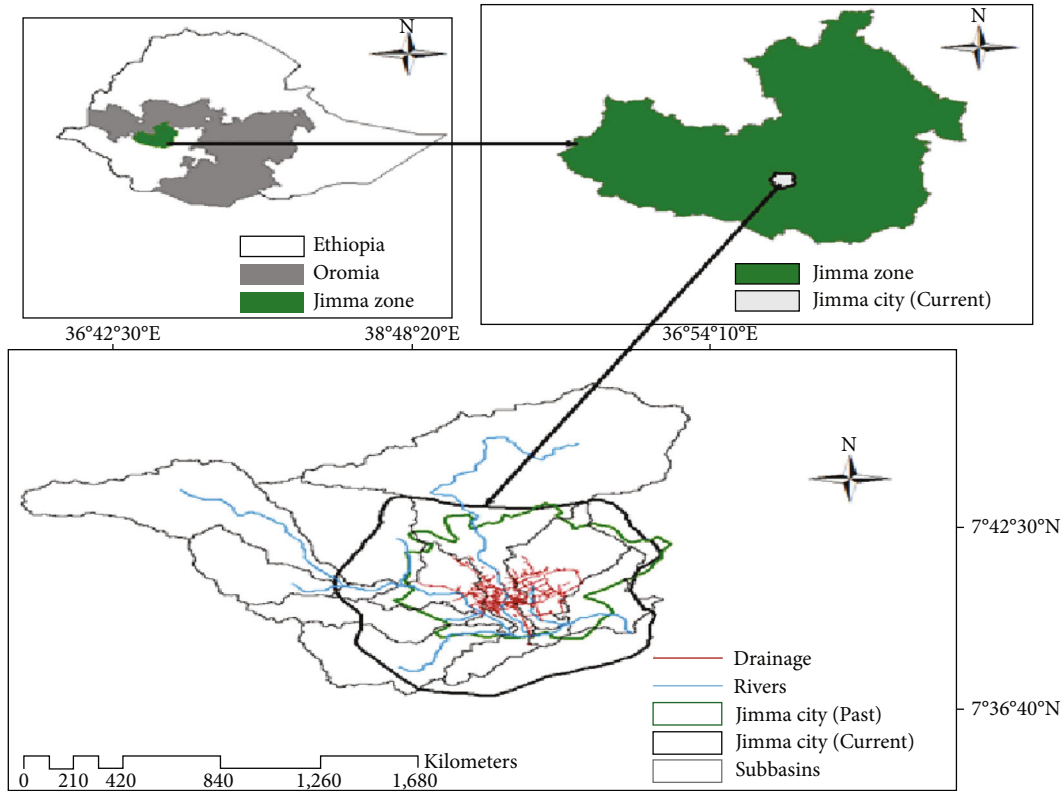 N
Ethiopia
Oromia
Jimma zone
N
Jimma zone
Jimma city (Current)
36°42'30"E
38°48'20"E
36°54'10"E
N
7°42'30"N
7°36'40"N
Drainage
Rivers
Jimma city (Past)
Jimma city (Current)
Subbasins
Kilometers
0 210 420 840 1,260 1,680